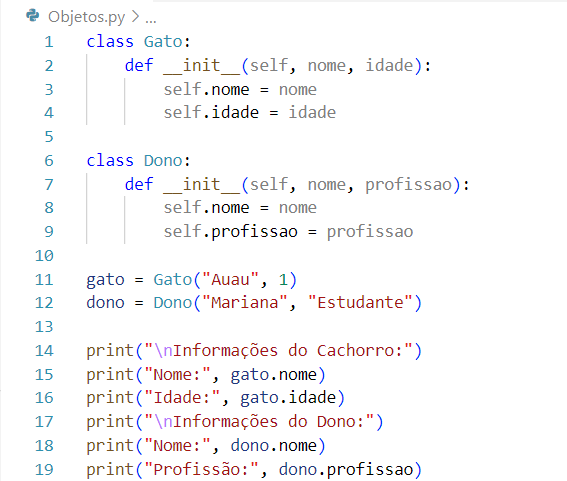 Objetos.py > ...
1 class Gato:
2     def __init__(self, nome, idade):
3         self.nome = nome
4         self.idade = idade
5
6 class Dono:
7     def __init__(self, nome, profissao):
8         self.nome = nome
9         self.profissao = profissao
10
11 gato = Gato("Auau", 1)
12 dono = Dono("Mariana", "Estudante")
13
14 print("\nInformações do Cachorro:")
15 print("Nome:", gato.nome)
16 print("Idade:", gato.idade)
17 print("\nInformações do Dono:")
18 print("Nome:", dono.nome)
19 print("Profissão:", dono.profissao)